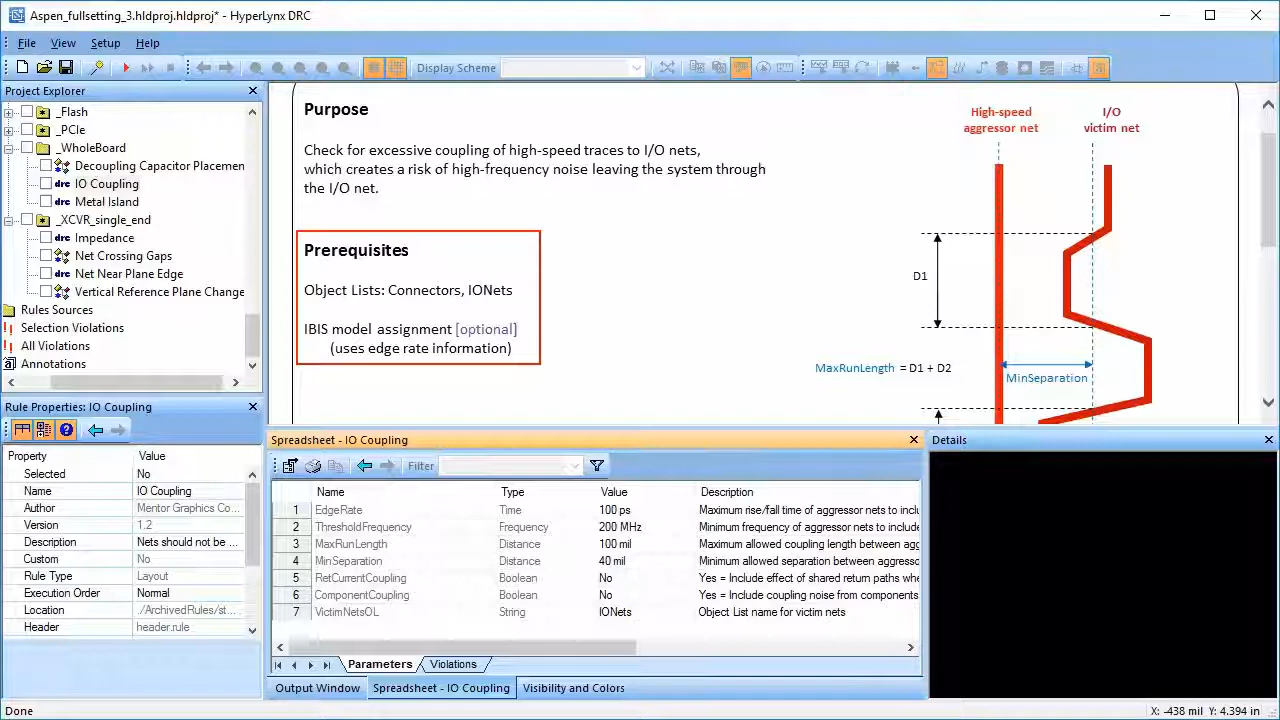 Aspen_fullsetting_3.hldproj.hldproj* - HyperLynx DRC
File View Setup Help
Display Scheme
Project Explorer
_Flash
_PCIe
_WholeBoard
Decoupling Capacitor Placemen
drc IO Coupling
drc Metal Island
_XCVR_single_end
drc Impedance
Net Crossing Gaps
drc Net Near Plane Edge
Vertical Reference Plane Change
Rules Sources
Selection Violations
All Violations
Annotations
Rule Properties: IO Coupling
Property Value
Selected No
Name IO Coupling
Author Mentor Graphics Co...
Version 1.2
Description Nets should not be ...
Custom No
Rule Type Layout
Execution Order Normal
Location ./ArchivedRules/st...
Header header.rule
Purpose
Check for excessive coupling of high-speed traces to I/O nets,
which creates a risk of high-frequency noise leaving the system through
the I/O net.
Prerequisites
Object Lists: Connectors, IONets
IBIS model assignment [optional]
(uses edge rate information)
High-speed
aggressor net
I/O
victim net
D1
MaxRunLength = D1 + D2
MinSeparation
Spreadsheet - IO Coupling
Filter
Name Type Value Description
1 EdgeRate Time 100 ps Maximum rise/fall time of aggressor nets to inclu
2 ThresholdFrequency Frequency 200 MHz Minimum frequency of aggressor nets to include
3 MaxRunLength Distance 100 mil Maximum allowed coupling length between agg
4 MinSeparation Distance 40 mil Minimum allowed separation between aggresso
5 RetCurrentCoupling Boolean No Yes = Include effect of shared return paths whe
6 ComponentCoupling Boolean No Yes = Include coupling noise from components
7 VictimNetsOL String IONets Object List name for victim nets
Parameters Violations
Output Window Spreadsheet - IO Coupling Visibility and Colors
Details
Done
X: -438 mil Y: 4.394 in